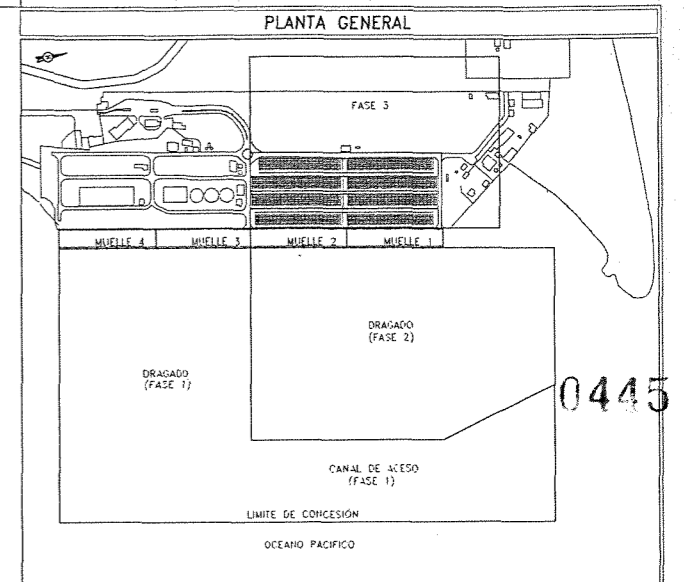 PLANTA GENERAL
FASE 3
MUELLE 4 MUELLE 3 MUELLE 2 MUELLE 1
DRAGADO
(FASE 2)
DRAGADO
(FASE 1)
0445
CANAL DE ACESO
(FASE 1)
LIMITE DE CONCESIÓN
OCEANO PACIFICO